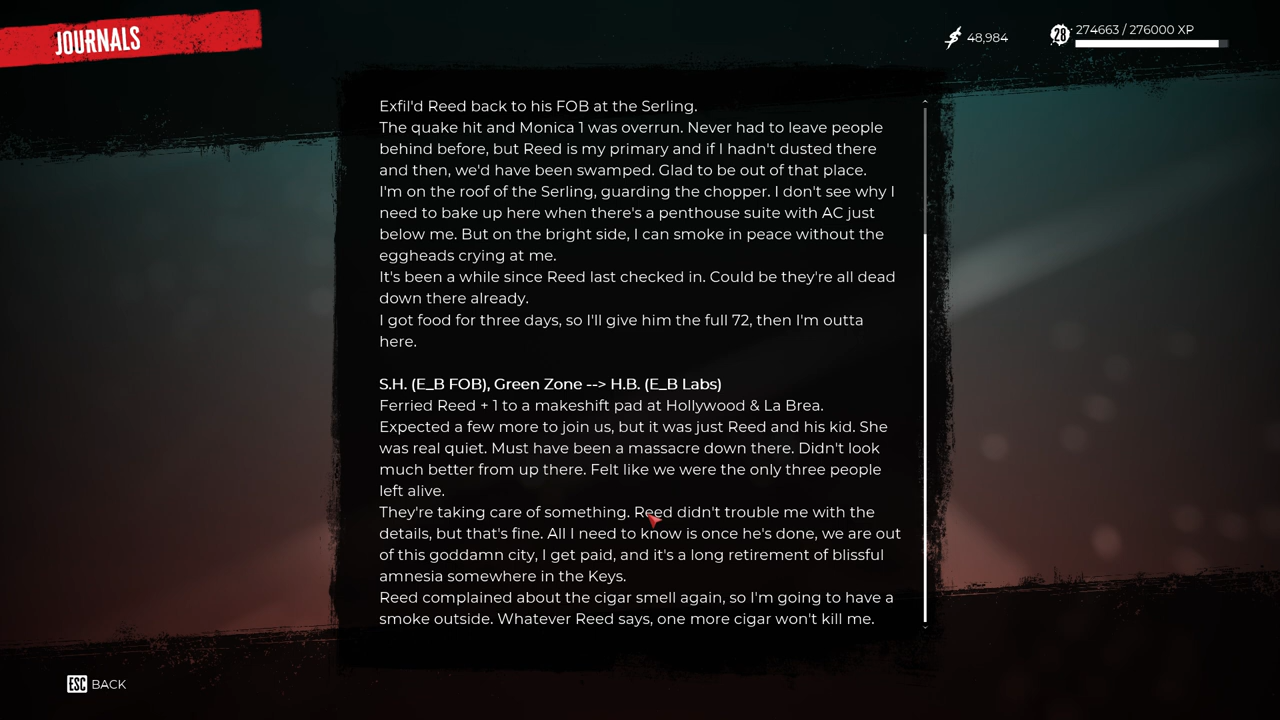 JOURNALS
48,984
28
274663 / 276000 XP
Exfil'd Reed back to his FOB at the Serling.
The quake hit and Monica 1 was overrun. Never had to leave people
behind before, but Reed is my primary and if I hadn't dusted there
and then, we'd have been swamped. Glad to be out of that place.
I'm on the roof of the Serling, guarding the chopper. I don't see why I
need to bake up here when there's a penthouse suite with AC just
below me. But on the bright side, I can smoke in peace without the
eggheads crying at me.
It's been a while since Reed last checked in. Could be they're all dead
down there already.
I got food for three days, so I'll give him the full 72, then I'm outta
here.
S.H. (E_B FOB), Green Zone --> H.B. (E_B Labs)
Ferried Reed + 1 to a makeshift pad at Hollywood & La Brea.
Expected a few more to join us, but it was just Reed and his kid. She
was real quiet. Must have been a massacre down there. Didn't look
much better from up there. Felt like we were the only three people
left alive.
They're taking care of something. Reed didn't trouble me with the
details, but that's fine. All I need to know is once he's done, we are out
of this goddamn city, I get paid, and it's a long retirement of blissful
amnesia somewhere in the Keys.
Reed complained about the cigar smell again, so I'm going to have a
smoke outside. Whatever Reed says, one more cigar won't kill me.
ESC BACK